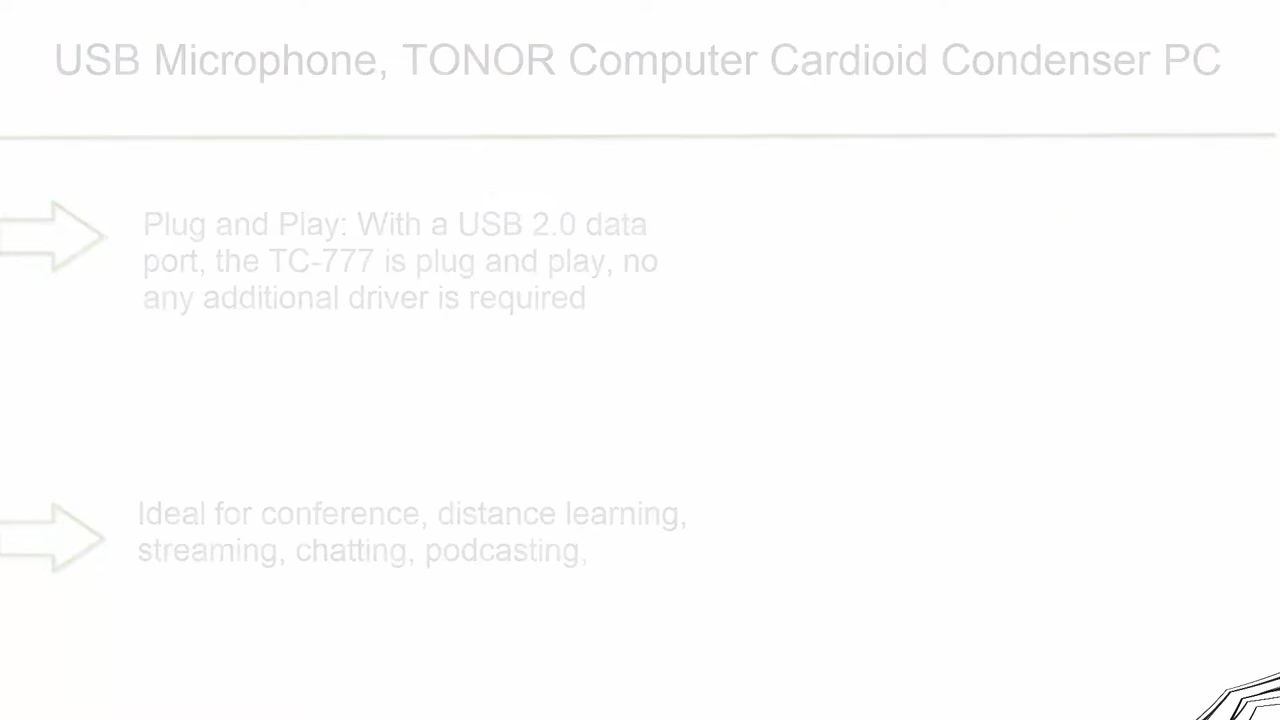 USB Microphone, TONOR Computer Cardioid Condenser PC
Plug and Play: With a USB 2.0 data
port, the TC-777 is plug and play, no
any additional driver is required
Ideal for conference, distance learning,
streaming, chatting, podcasting,